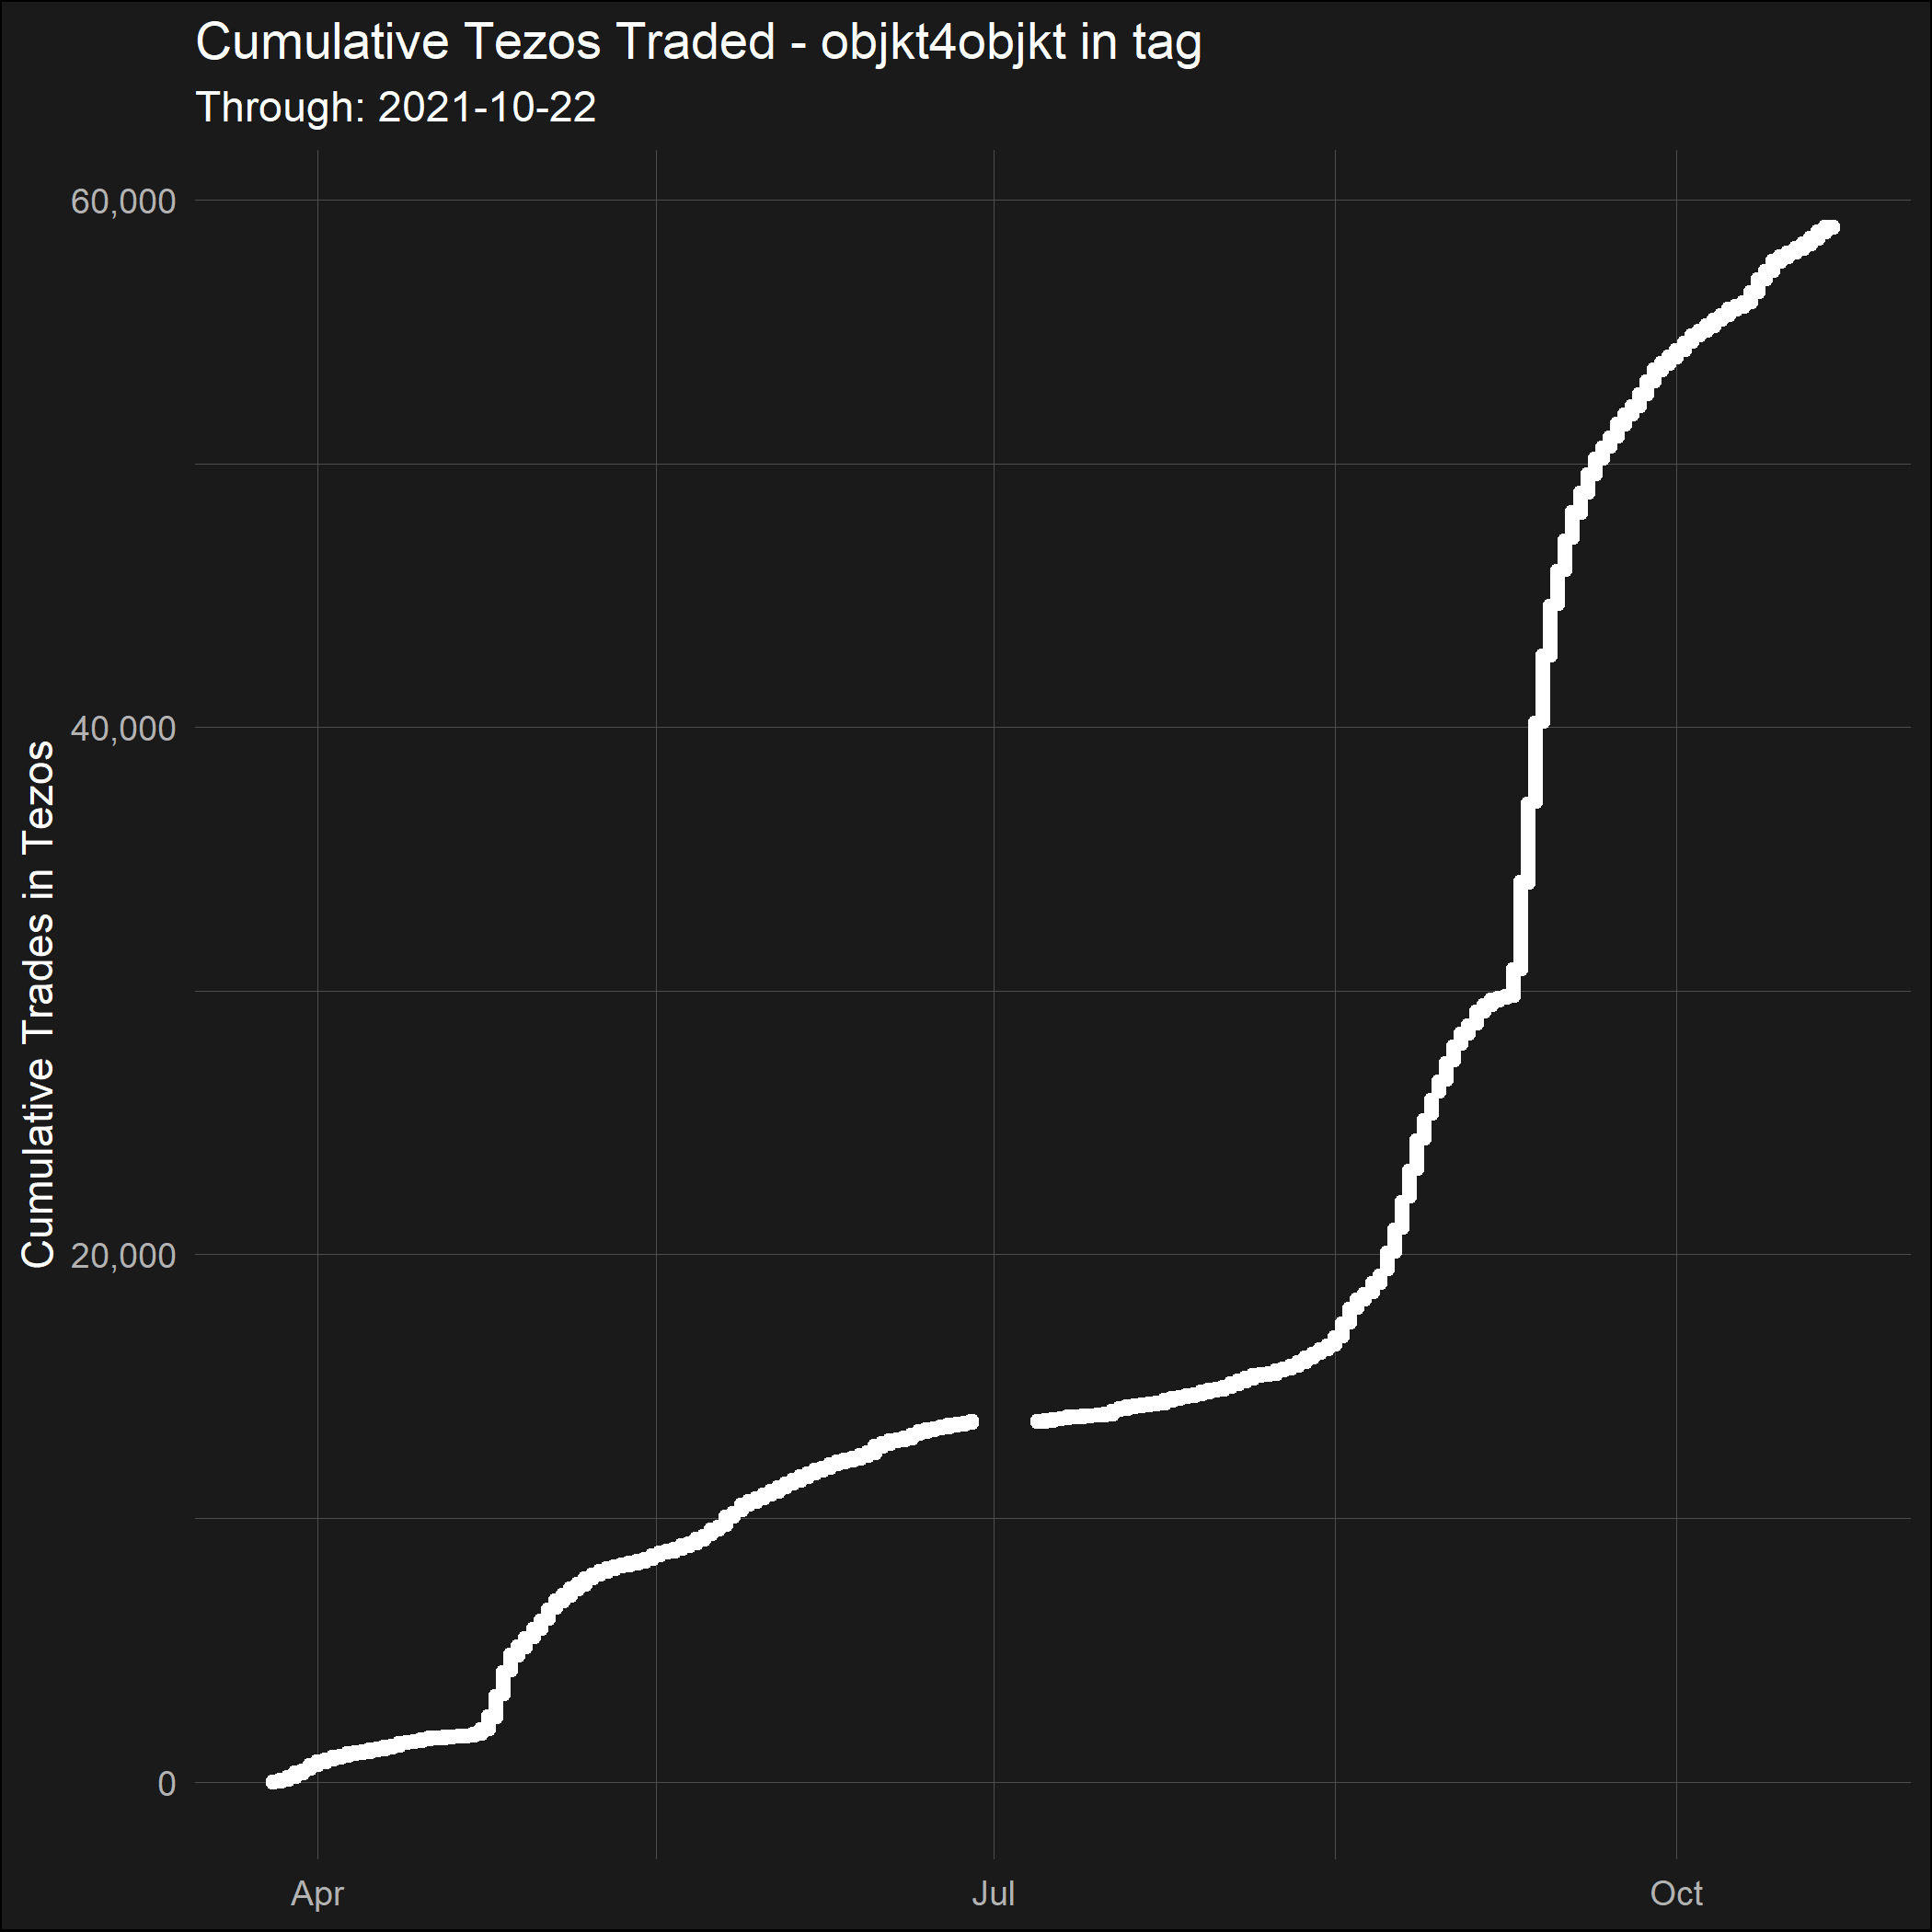 Cumulative Tezos Traded - objkt4objkt in tag
Through: 2021-10-22
Cumulative Trades in Tezos
60,000
40,000
20,000
0
Apr
Jul
Oct